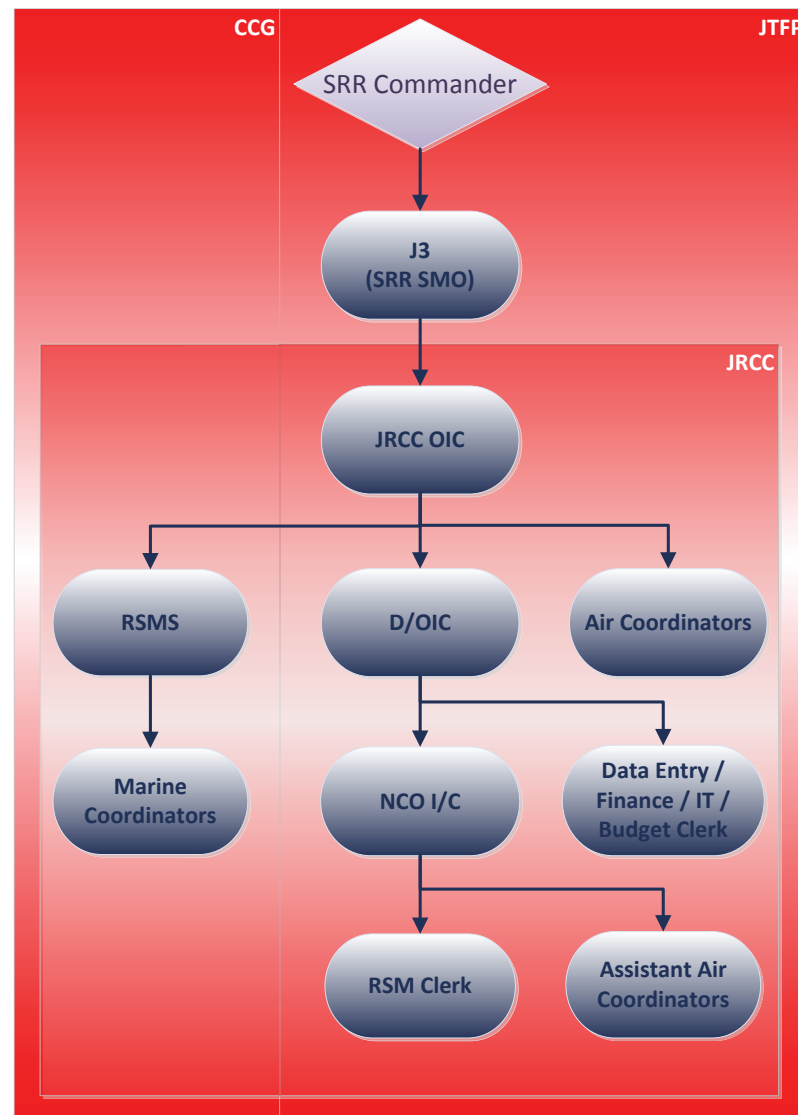 CCG
JTFP
SRR Commander
J3
(SRR SMO)
JRCC
JRCC OIC
RSMS
D/OIC
Air Coordinators
Marine
Coordinators
NCO I/C
Data Entry /
Finance / IT /
Budget Clerk
RSM Clerk
Assistant Air
Coordinators